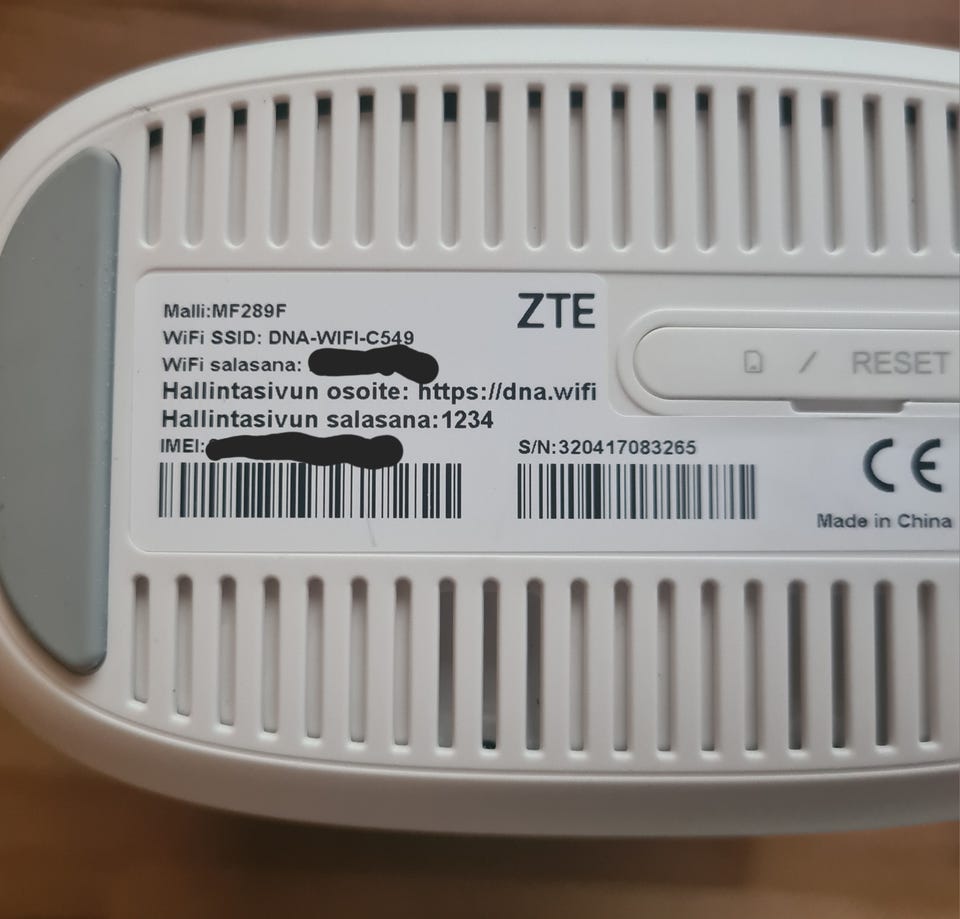 ZTE
Malli:MF289F
WiFi SSID: DNA-WIFI-C549
WiFi salasana:
Hallintasivun osoite: https://dna.wifi
Hallintasivun salasana:1234
IMEI:
S/N:320417083265
/ RESET
CE
Made in China